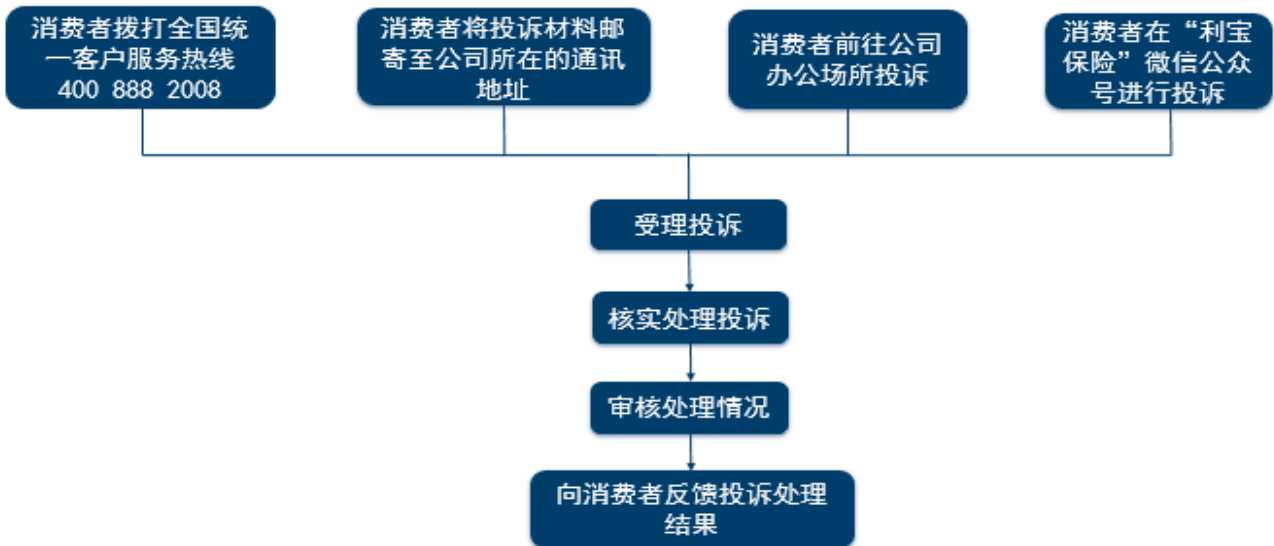 消费者拨打全国统
一客户服务热线
400 888 2008
消费者将投诉材料邮
寄至公司所在的通讯
地址
消费者前往公司
办公场所投诉
消费者在“利宝
保险”微信公众
号进行投诉
受理投诉
核实处理投诉
审核处理情况
向消费者反馈投诉处理
结果